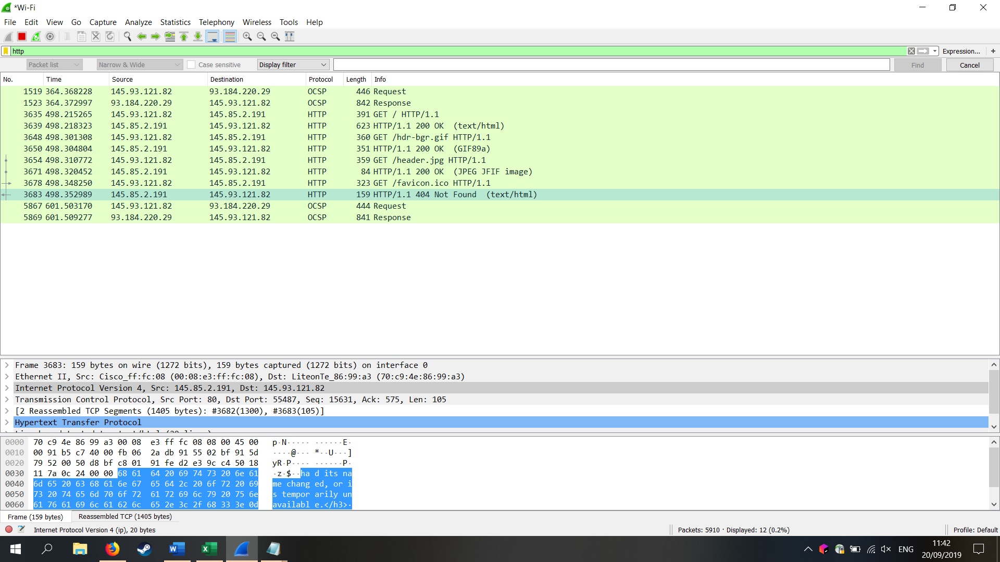 *Wi-Fi
File Edit View Go Capture Analyze Statistics Telephony Wireless Tools Help
http Expression... +
Packet list Narrow & Wide Case sensitive Display filter Find Cancel
No. Time Source Destination Protocol Length Info
1519 364.368228 145.93.121.82 93.184.220.29 OCSP 446 Request
1523 364.372997 93.184.220.29 145.93.121.82 OCSP 842 Response
3635 498.215265 145.93.121.82 145.85.2.191 HTTP 391 GET / HTTP/1.1
3639 498.218323 145.85.2.191 145.93.121.82 HTTP 623 HTTP/1.1 200 OK (text/html)
3648 498.301308 145.93.121.82 145.85.2.191 HTTP 360 GET /hdr-bgr.gif HTTP/1.1
3650 498.304804 145.85.2.191 145.93.121.82 HTTP 351 HTTP/1.1 200 OK (GIF89a)
3654 498.310772 145.93.121.82 145.85.2.191 HTTP 359 GET /header.jpg HTTP/1.1
3671 498.320452 145.85.2.191 145.93.121.82 HTTP 84 HTTP/1.1 200 OK (JPEG JFIF image)
3678 498.348250 145.93.121.82 145.85.2.191 HTTP 323 GET /favicon.ico HTTP/1.1
3683 498.352989 145.85.2.191 145.93.121.82 HTTP 159 HTTP/1.1 404 Not Found (text/html)
5867 601.503170 145.93.121.82 93.184.220.29 OCSP 444 Request
5869 601.509277 93.184.220.29 145.93.121.82 OCSP 841 Response
Frame 3683: 159 bytes on wire (1272 bits), 159 bytes captured (1272 bits) on interface 0
Ethernet II, Src: Cisco_ff:fc:08 (00:08:e3:ff:fc:08), Dst: LiteonTe_86:99:a3 (70:c9:4e:86:99:a3)
Internet Protocol Version 4, Src: 145.85.2.191, Dst: 145.93.121.82
Transmission Control Protocol, Src Port: 80, Dst Port: 55487, Seq: 15631, Ack: 575, Len: 105
[2 Reassembled TCP Segments (1405 bytes): #3682(1300), #3683(105)]
Hypertext Transfer Protocol
0000 70 c9 4e 86 99 a3 00 08 e3 ff fc 08 08 00 45 00 p·N····· ······E·
0010 00 91 b5 c7 40 00 fb 06 2a db 91 55 02 bf 91 5d ····@··· *··U···]
0020 79 52 00 50 d8 bf c8 01 91 fe d2 e3 9c c4 50 18 yR·P···· ······P·
0030 11 7a 0c 24 00 00 68 61 64 20 69 74 73 20 6e 61 ·z·$··ha d its na
0040 6d 65 20 63 68 61 6e 67 65 64 2c 20 6f 72 20 69 me chang ed, or i
0050 73 20 74 65 6d 70 6f 72 61 72 69 6c 79 20 75 6e s tempor arily un
0060 61 76 61 69 6c 61 62 6c 65 2e 3c 2f 68 33 3e 0d availabl e.</h3>·
Frame (159 bytes) Reassembled TCP (1405 bytes)
Internet Protocol Version 4 (ip), 20 bytes Packets: 5910 · Displayed: 12 (0.2%) Profile: Default
ENG 11:42
20/09/2019